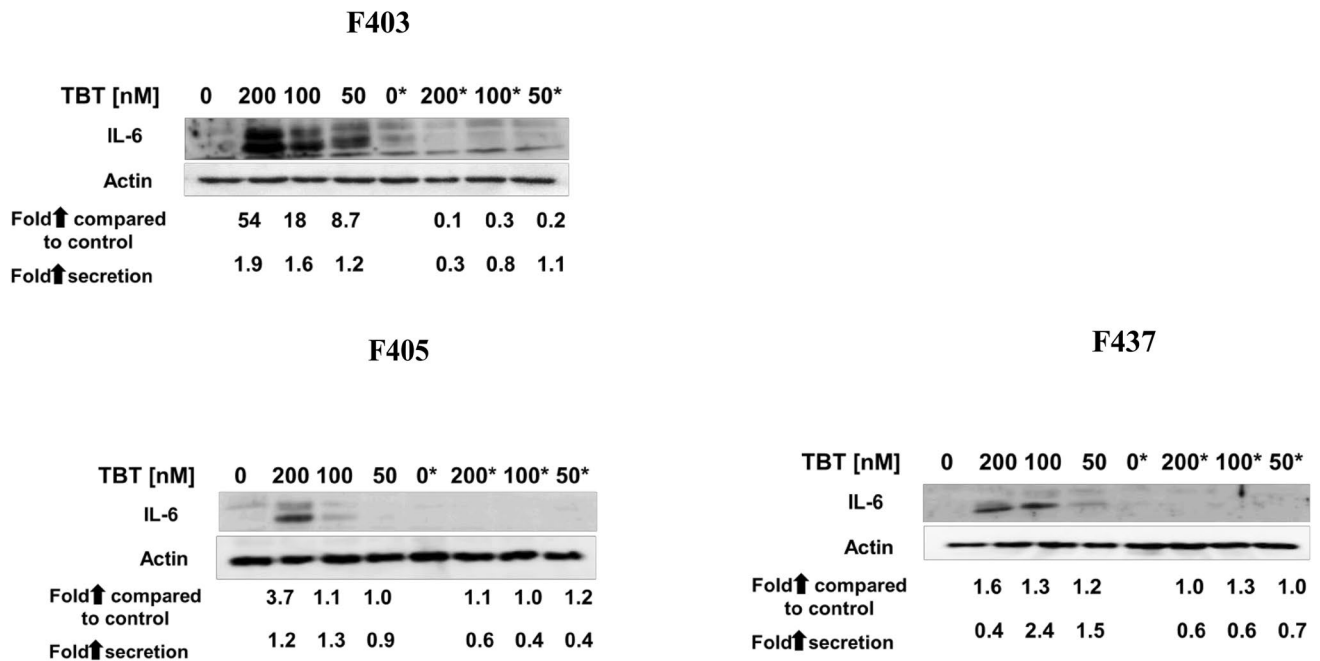 F403
TBT [nM] 0 200 100 50 0* 200* 100* 50*
IL-6
Actin
Fold⬆ compared 54 18 8.7 0.1 0.3 0.2
to control
Fold⬆secretion 1.9 1.6 1.2 0.3 0.8 1.1
F405
TBT [nM] 0 200 100 50 0* 200* 100* 50*
IL-6
Actin
Fold⬆ compared 3.7 1.1 1.0 1.1 1.0 1.2
to control
Fold⬆secretion 1.2 1.3 0.9 0.6 0.4 0.4
F437
TBT [nM] 0 200 100 50 0* 200* 100* 50*
IL-6
Actin
Fold⬆ compared 1.6 1.3 1.2 1.0 1.3 1.0
to control
Fold⬆secretion 0.4 2.4 1.5 0.6 0.6 0.7